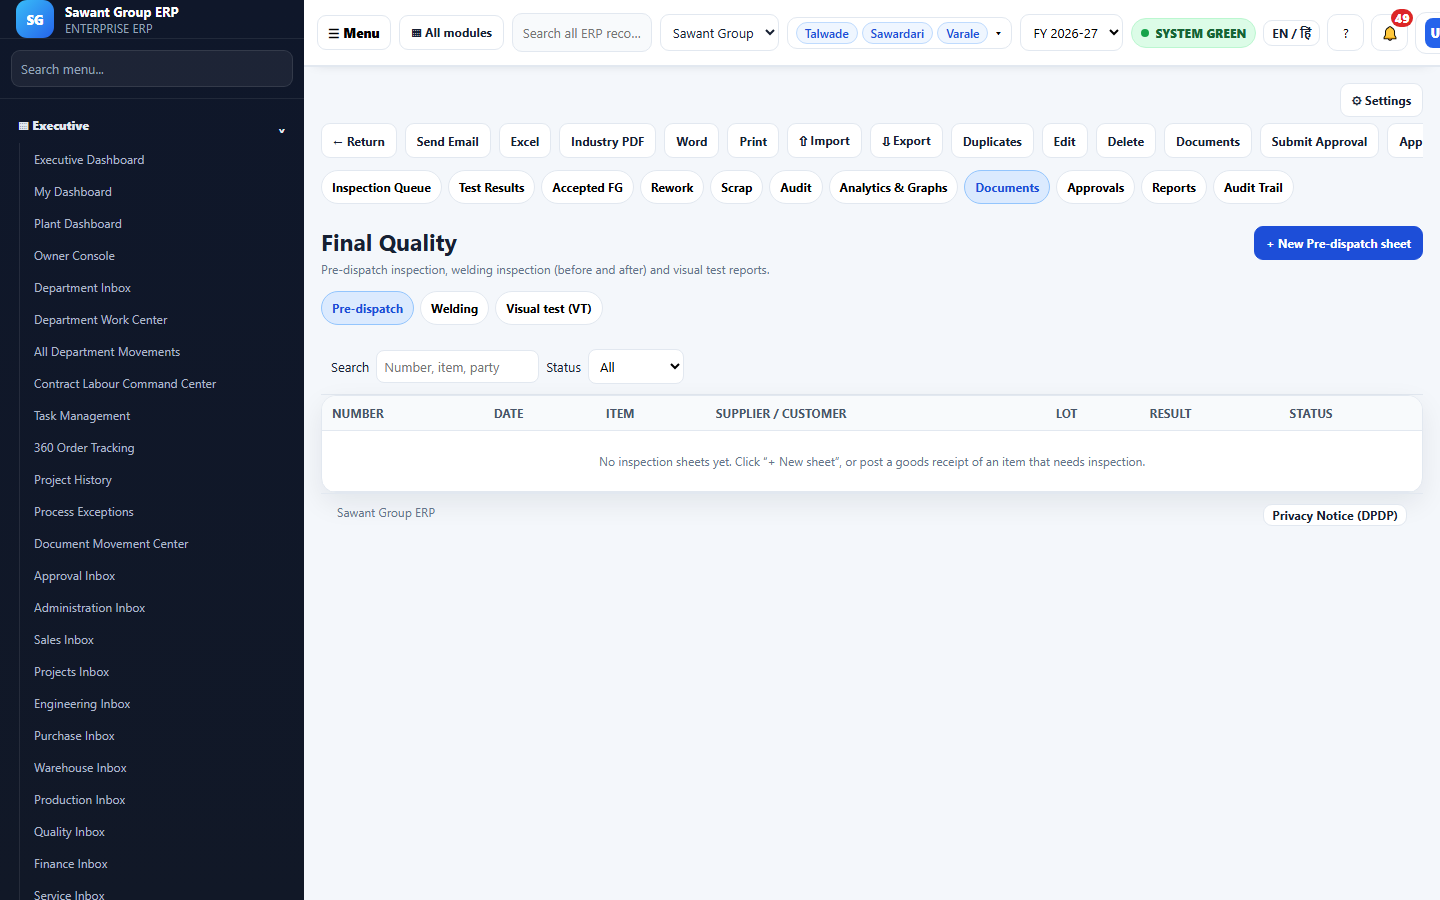 SG
Sawant Group ERP
ENTERPRISE ERP
☰ Menu
All modules
Search all ERP reco...
Sawant Group
Talwade
Sawardari
Varale
FY 2026-27
SYSTEM GREEN
EN / हिं
?
49
U
Search menu...
Executive
Executive Dashboard
My Dashboard
Plant Dashboard
Owner Console
Department Inbox
Department Work Center
All Department Movements
Contract Labour Command Center
Task Management
360 Order Tracking
Project History
Process Exceptions
Document Movement Center
Approval Inbox
Administration Inbox
Sales Inbox
Projects Inbox
Engineering Inbox
Purchase Inbox
Warehouse Inbox
Production Inbox
Quality Inbox
Finance Inbox
Service Inbox
⚙ Settings
← Return
Send Email
Excel
Industry PDF
Word
Print
⇧ Import
⇩ Export
Duplicates
Edit
Delete
Documents
Submit Approval
App
Inspection Queue
Test Results
Accepted FG
Rework
Scrap
Audit
Analytics & Graphs
Documents
Approvals
Reports
Audit Trail
Final Quality
+ New Pre-dispatch sheet
Pre-dispatch inspection, welding inspection (before and after) and visual test reports.
Pre-dispatch
Welding
Visual test (VT)
Search
Number, item, party
Status
All
NUMBER DATE ITEM SUPPLIER / CUSTOMER LOT RESULT STATUS
No inspection sheets yet. Click “+ New sheet”, or post a goods receipt of an item that needs inspection.
Sawant Group ERP
Privacy Notice (DPDP)